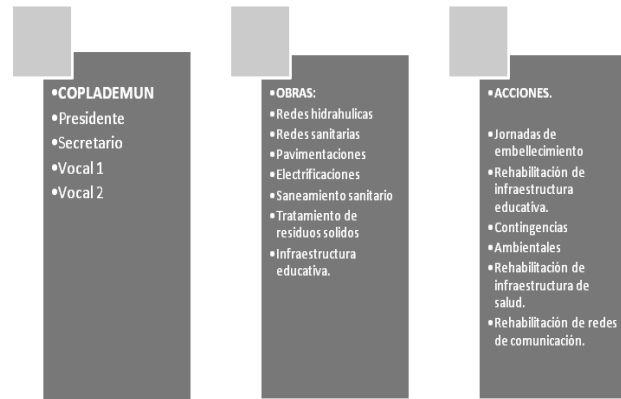 •COPLADEMUN
•Presidente
•Secretario
•Vocal 1
•Vocal 2
•OBRAS:
•Redes hidrahulicas
•Redes sanitarias
•Pavimentaciones
•Electrificaciones
•Saneamiento sanitario
•Tratamiento de
residuos solidos
•Infraestructura
educativa.
•ACCIONES.
•Jornadas de
embellecimiento
•Rehabilitación de
infraestructura
educativa.
•Contingencias
•Ambientales
•Rehabilitación de
infraestructura de
salud.
•Rehabilitación de redes
de comunicación.